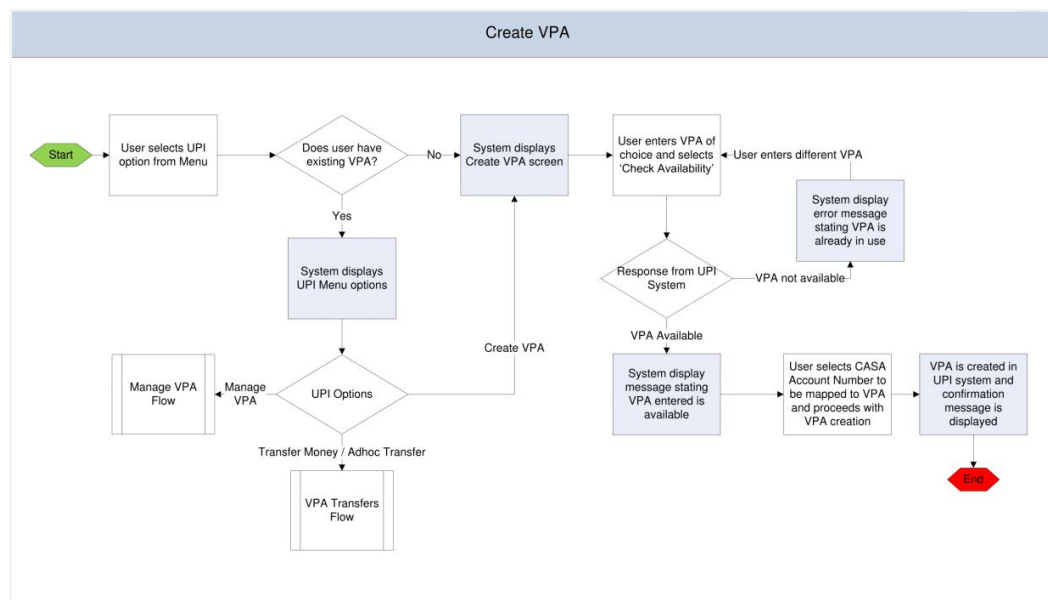 Create VPA
Start
User selects UPI
option from Menu
Does user have
existing VPA?
No
System displays
Create VPA screen
User enters VPA of
choice and selects
‘Check Availability’
User enters different VPA
System display
error message
stating VPA is
already in use
Yes
System displays
UPI Menu options
Response from UPI
System
VPA not available
VPA Available
Create VPA
Manage VPA
Flow
Manage
VPA
UPI Options
System display
message stating
VPA entered is
available
User selects CASA
Account Number to
be mapped to VPA
and proceeds with
VPA creation
VPA is created in
UPI system and
confirmation
message is
displayed
Transfer Money / Adhoc Transfer
VPA Transfers
Flow
End